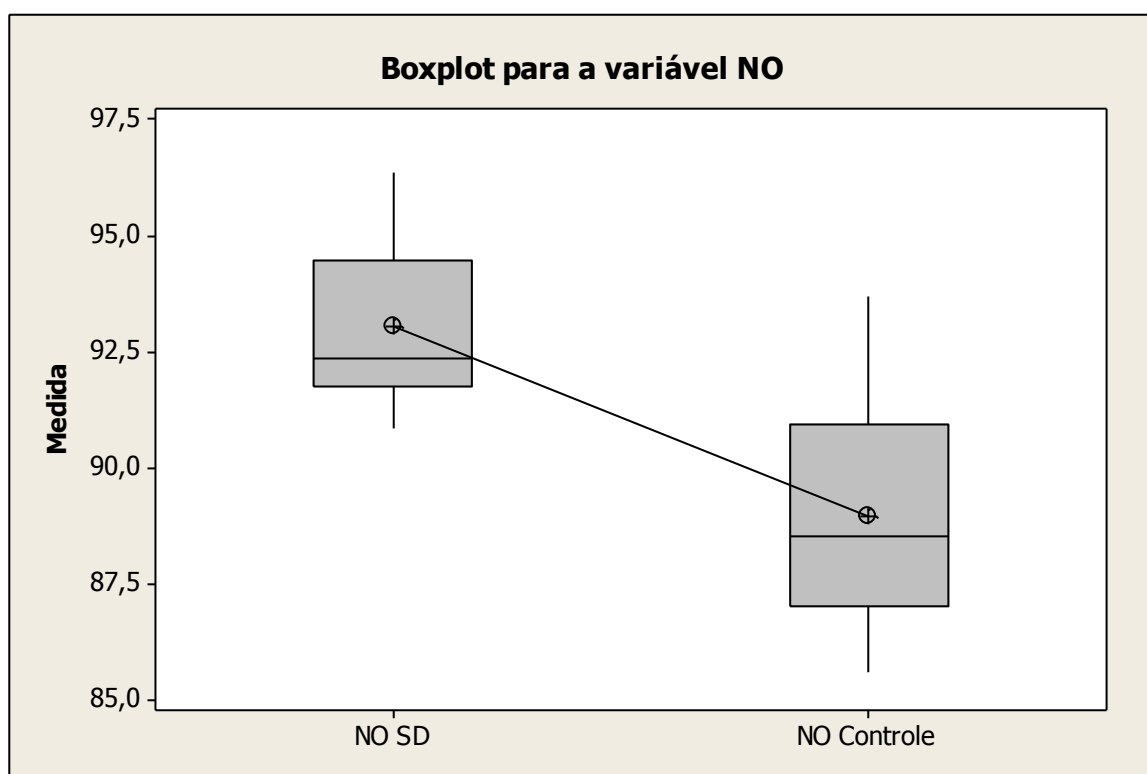 Boxplot para a variável NO
97,5
95,0
92,5
90,0
87,5
85,0
Medida
NO SD
NO Controle